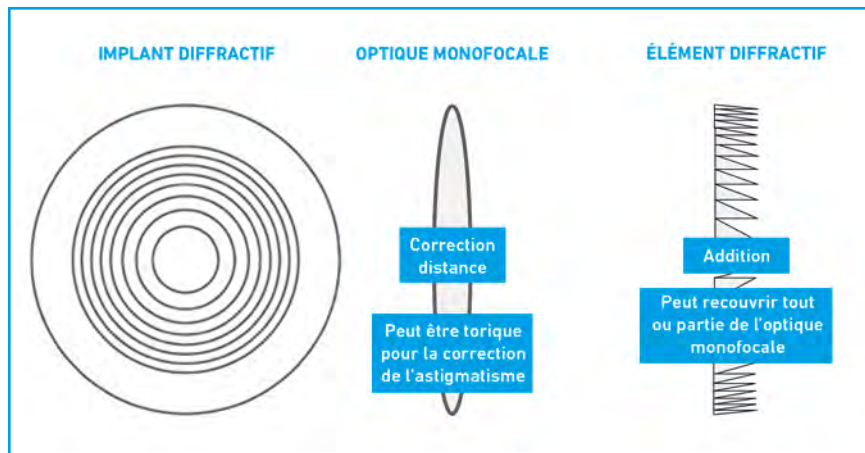 IMPLANT DIFFRACTIF
OPTIQUE MONOFOCALE
ÉLÉMENT DIFFRACTIF
Correction
distance
Peut être torique
pour la correction
de l'astigmatisme
Addition
Peut recouvrir tout
ou partie de l'optique
monofocale